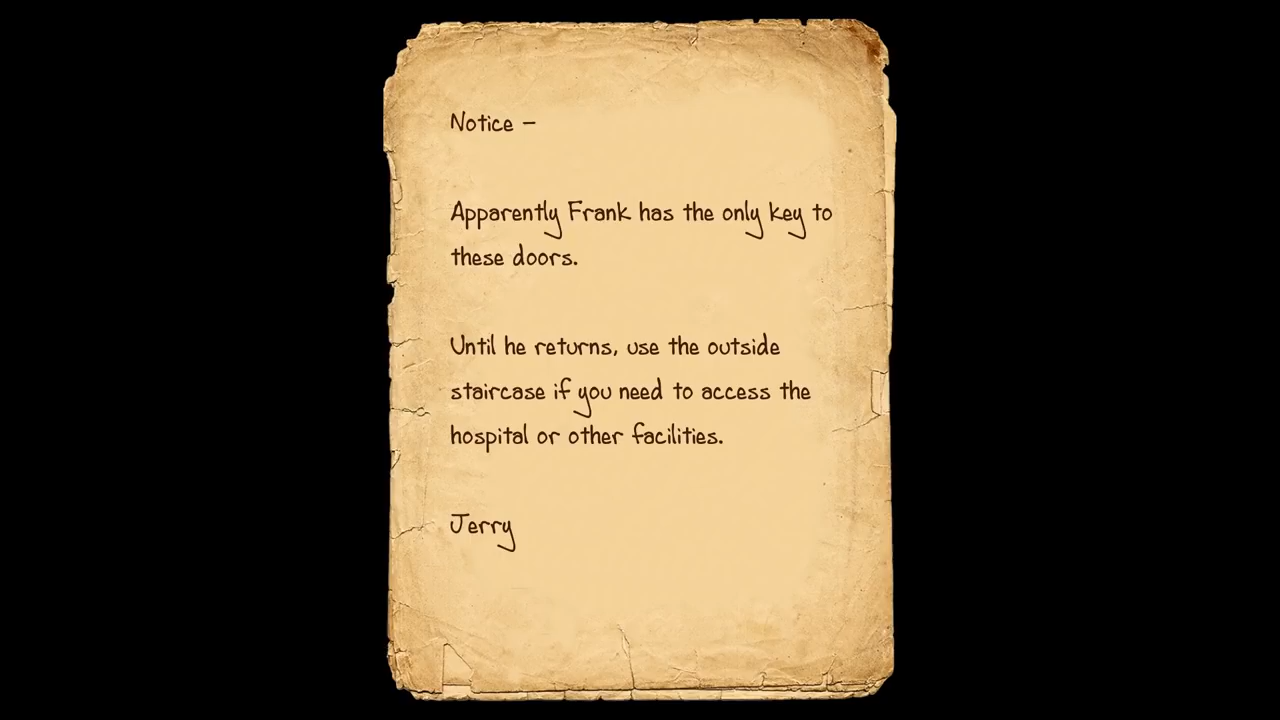 Notice –
Apparently Frank has the only key to
these doors.
Until he returns, use the outside
staircase if you need to access the
hospital or other facilities.
Jerry